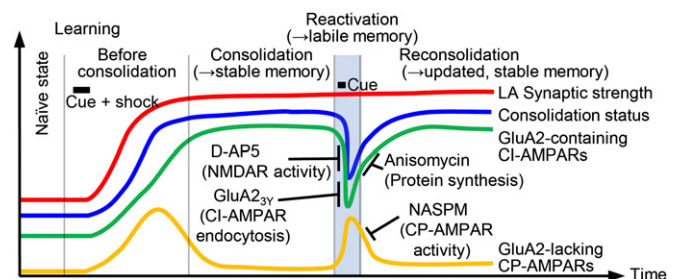 Learning
Reactivation
(→labile memory)
Before
consolidation
Consolidation
(→stable memory)
Reconsolidation
(→updated, stable memory)
Naïve state
Cue + shock
Cue
LA Synaptic strength
Consolidation status
GluA2-containing
CI-AMPARs
D-AP5
(NMDAR activity)
GluA23Y
(CI-AMPAR
endocytosis)
Anisomycin
(Protein synthesis)
NASPM
(CP-AMPAR
activity)
GluA2-lacking
CP-AMPARs
Time